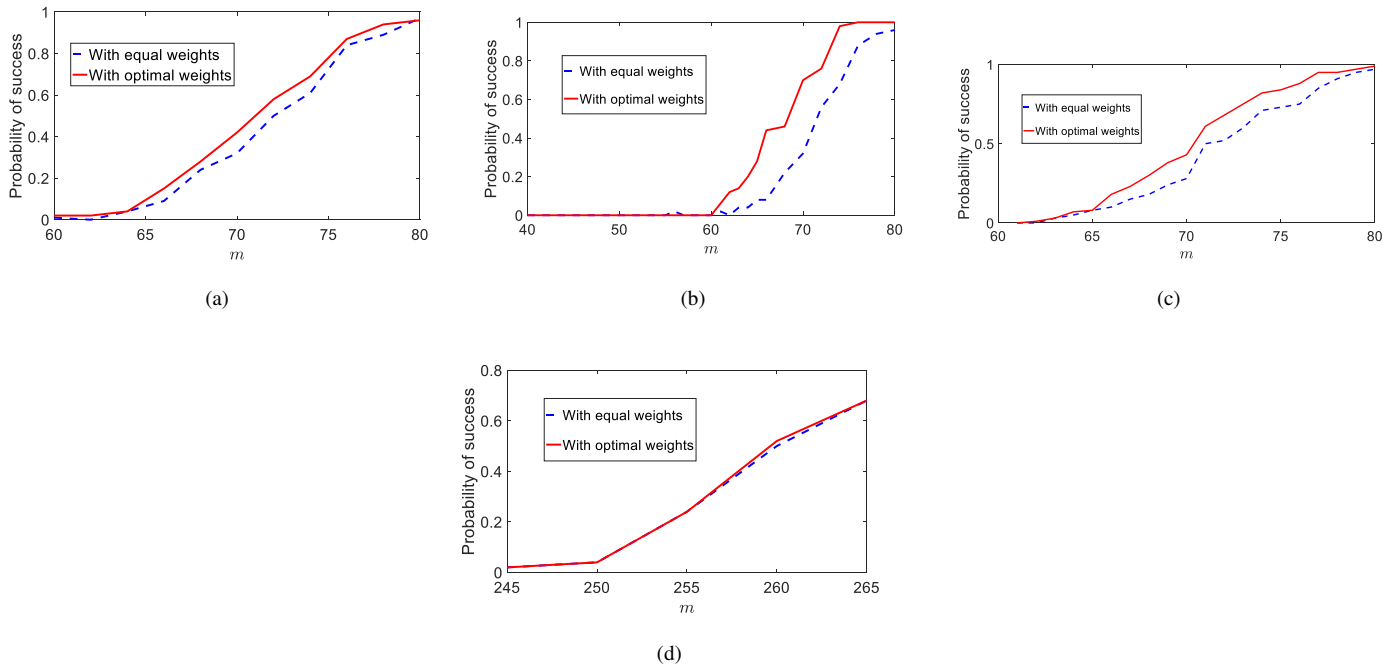 1
0.8
0.6
0.4
0.2
0
Probability of success
With equal weights
With optimal weights
60 65 70 75 80
m
(a)
1
0.8
0.6
0.4
0.2
0
Probability of success
With equal weights
With optimal weights
40 50 60 70 80
m
(b)
1
0.5
0
Probability of success
With equal weights
With optimal weights
60 65 70 75 80
m
(c)
0.8
0.6
0.4
0.2
0
Probability of success
With equal weights
With optimal weights
245 250 255 260 265
m
(d)